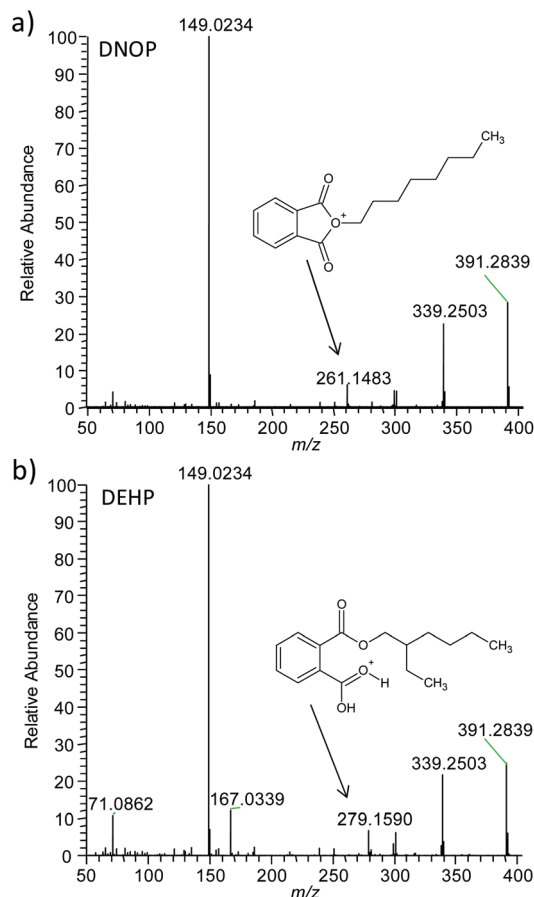 a)
DNOP
149.0234
100
90
80
70
60
50
40
30
20
10
0
Relative Abundance
O
O
+
O
CH3
261.1483
339.2503
391.2839
50 100 150 200 250 300 350 400
m/z
b)
DEHP
149.0234
100
90
80
70
60
50
40
30
20
10
0
Relative Abundance
O
O
CH3
CH3
+
O
H
OH
71.0862
167.0339
279.1590
339.2503
391.2839
50 100 150 200 250 300 350 400
m/z